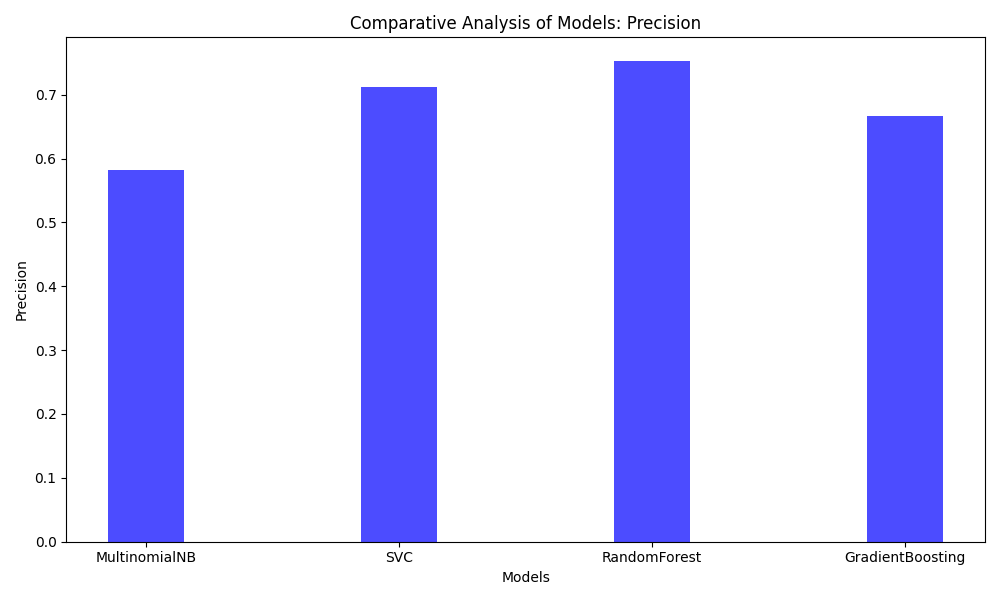 Comparative Analysis of Models: Precision
0.7
0.6
0.5
0.4
0.3
0.2
0.1
0.0
Precision
MultinomialNB SVC RandomForest GradientBoosting
Models